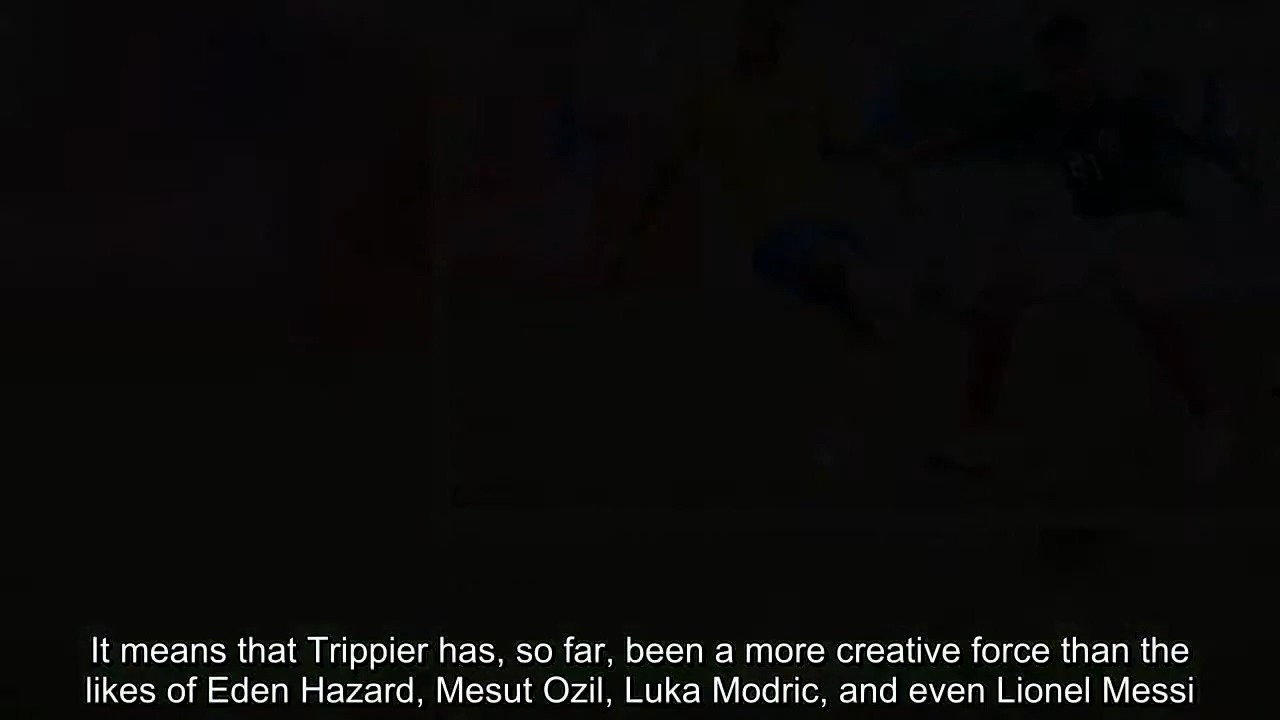 It means that Trippier has, so far, been a more creative force than the
likes of Eden Hazard, Mesut Ozil, Luka Modric, and even Lionel Messi